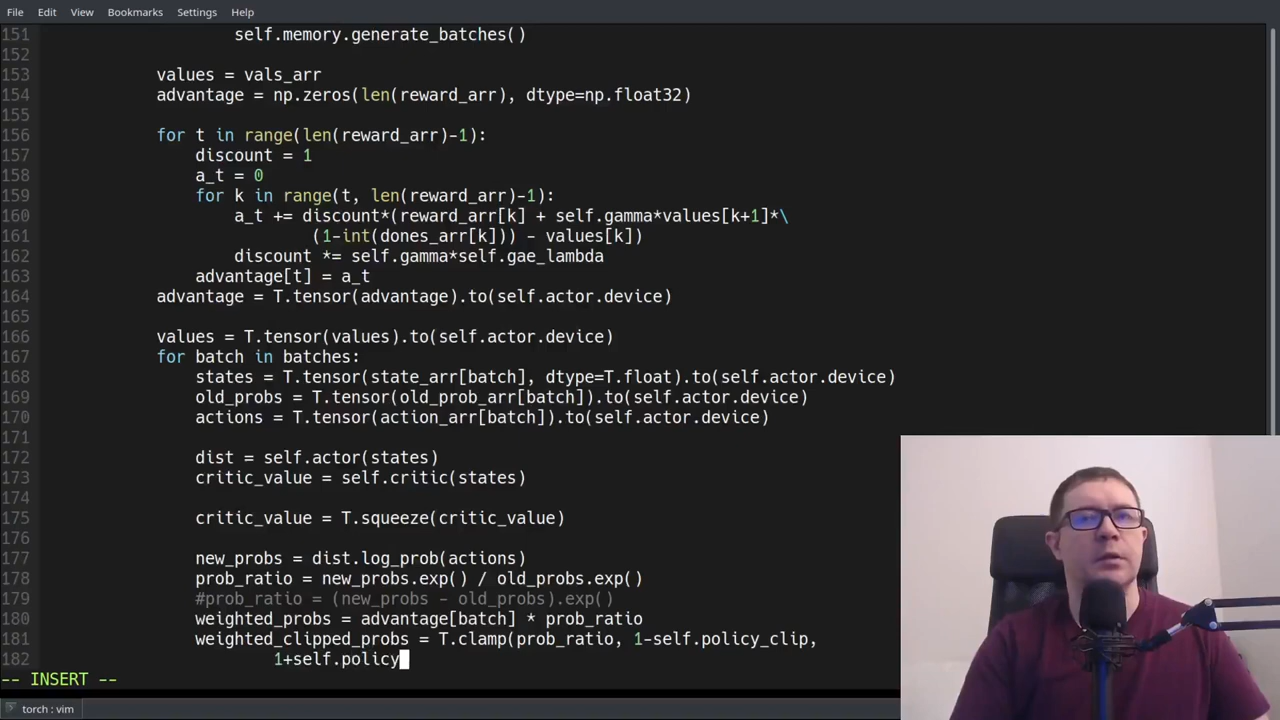 File Edit View Bookmarks Settings Help
151 self.memory.generate_batches()
152
153 values = vals_arr
154 advantage = np.zeros(len(reward_arr), dtype=np.float32)
155
156 for t in range(len(reward_arr)-1):
157 discount = 1
158 a_t = 0
159 for k in range(t, len(reward_arr)-1):
160 a_t += discount*(reward_arr[k] + self.gamma*values[k+1]*\
161 (1-int(dones_arr[k])) - values[k])
162 discount *= self.gamma*self.gae_lambda
163 advantage[t] = a_t
164 advantage = T.tensor(advantage).to(self.actor.device)
165
166 values = T.tensor(values).to(self.actor.device)
167 for batch in batches:
168 states = T.tensor(state_arr[batch], dtype=T.float).to(self.actor.device)
169 old_probs = T.tensor(old_prob_arr[batch]).to(self.actor.device)
170 actions = T.tensor(action_arr[batch]).to(self.actor.device)
171
172 dist = self.actor(states)
173 critic_value = self.critic(states)
174
175 critic_value = T.squeeze(critic_value)
176
177 new_probs = dist.log_prob(actions)
178 prob_ratio = new_probs.exp() / old_probs.exp()
179 #prob_ratio = (new_probs - old_probs).exp()
180 weighted_probs = advantage[batch] * prob_ratio
181 weighted_clipped_probs = T.clamp(prob_ratio, 1-self.policy_clip,
182 1+self.policy
-- INSERT --
torch : vim